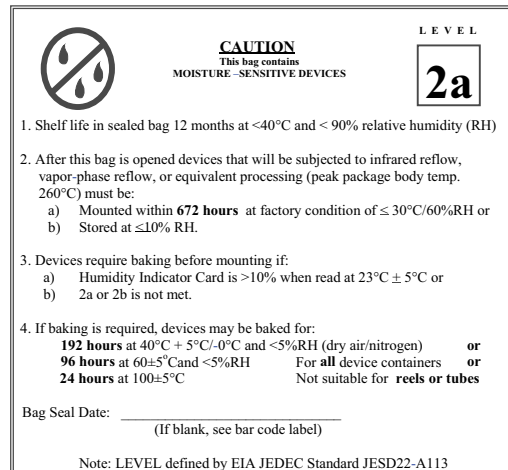 LEVEL
CAUTION
This bag contains
MOISTURE –SENSITIVE DEVICES
2a
1. Shelf life in sealed bag 12 months at <40°C and < 90% relative humidity (RH)
2. After this bag is opened devices that will be subjected to infrared reflow,
vapor-phase reflow, or equivalent processing (peak package body temp.
260°C) must be:
a) Mounted within 672 hours at factory condition of ≤ 30°C/60%RH or
b) Stored at ≤10% RH.
3. Devices require baking before mounting if:
a) Humidity Indicator Card is >10% when read at 23°C ± 5°C or
b) 2a or 2b is not met.
4. If baking is required, devices may be baked for:
192 hours at 40°C + 5°C/-0°C and <5%RH (dry air/nitrogen) or
96 hours at 60±5°Cand <5%RH For all device containers or
24 hours at 100±5°C Not suitable for reels or tubes
Bag Seal Date: ______________________________
(If blank, see bar code label)
Note: LEVEL defined by EIA JEDEC Standard JESD22-A113